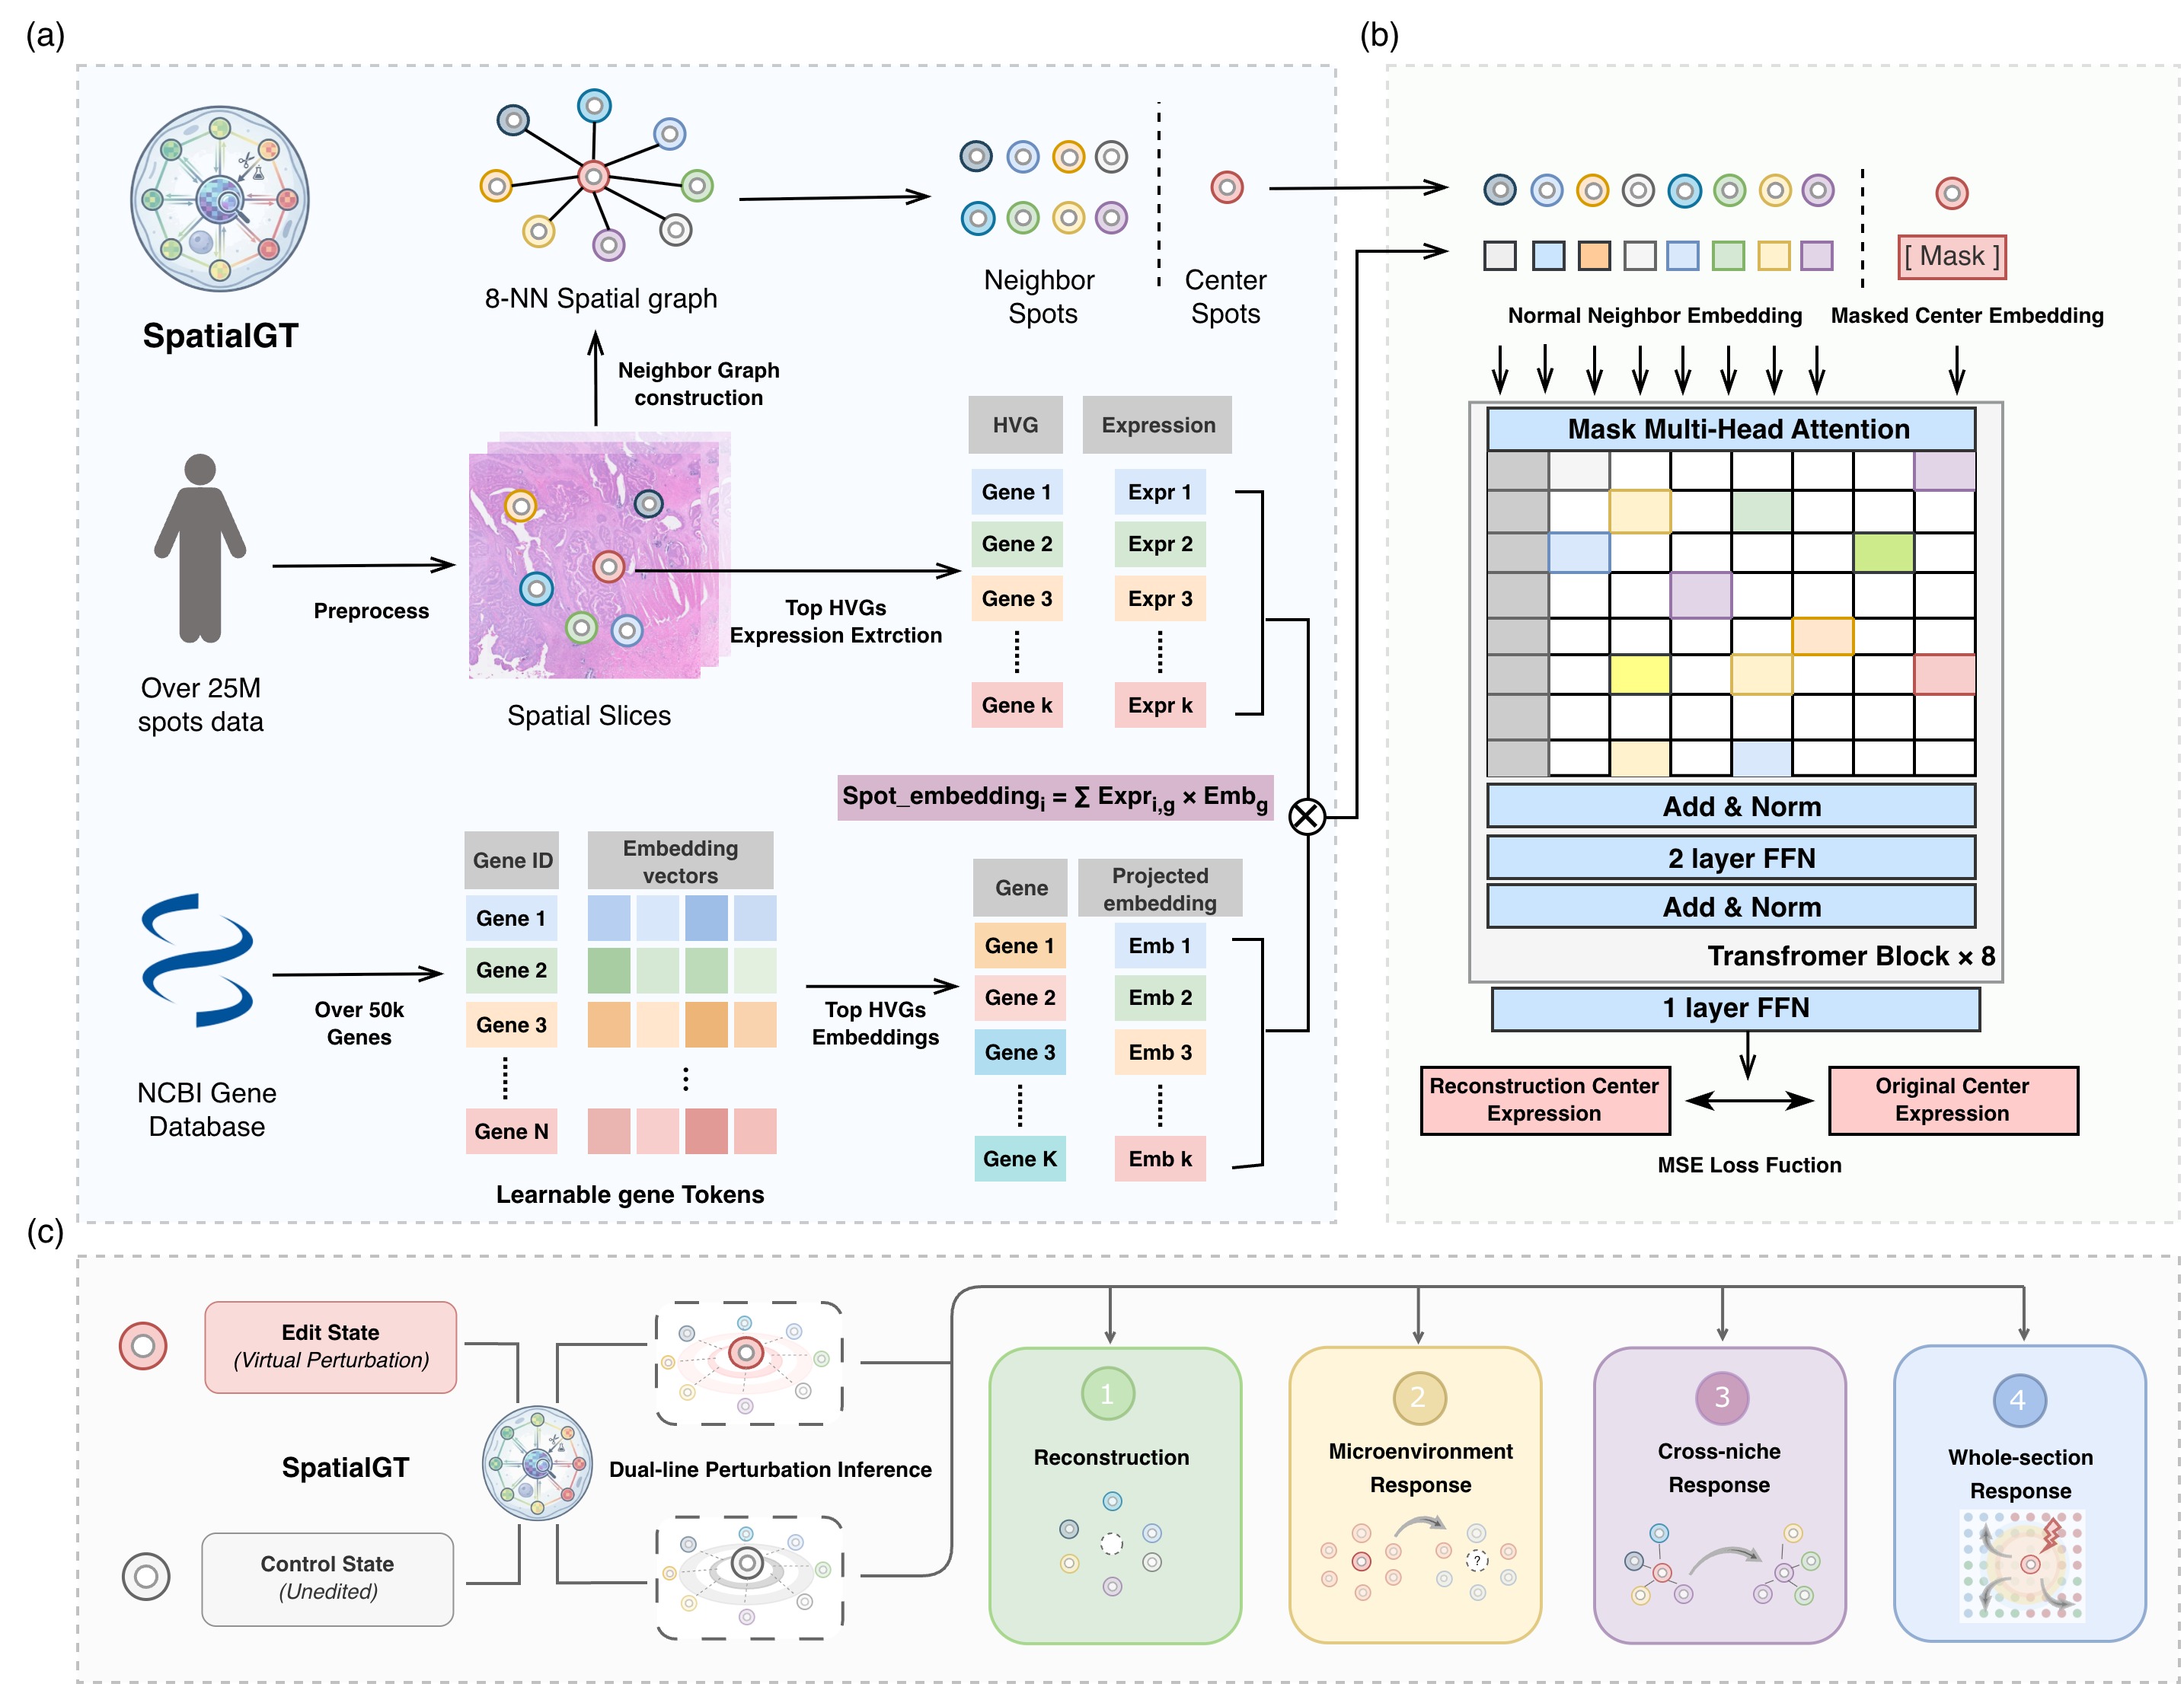 (a)
SpatialGT
8-NN Spatial graph
Neighbor
Spots
Center
Spots
Neighbor Graph
construction
Over 25M
spots data
Preprocess
Spatial Slices
Top HVGs
Expression Extrction
HVG
Expression
Gene 1
Expr 1
Gene 2
Expr 2
Gene 3
Expr 3
Gene k
Expr k
Spot_embedding_i = ∑ Expr_i,g × Emb_g
NCBI Gene
Database
Over 50k
Genes
Gene ID
Embedding
vectors
Gene 1
Gene 2
Gene 3
Gene N
Learnable gene Tokens
Top HVGs
Embeddings
Gene
Projected
embedding
Gene 1
Emb 1
Gene 2
Emb 2
Gene 3
Emb 3
Gene K
Emb k
(b)
[ Mask ]
Normal Neighbor Embedding
Masked Center Embedding
Mask Multi-Head Attention
Add & Norm
2 layer FFN
Add & Norm
Transfromer Block × 8
1 layer FFN
Reconstruction Center
Expression
Original Center
Expression
MSE Loss Fuction
(c)
Edit State
(Virtual Perturbation)
SpatialGT
Control State
(Unedited)
Dual-line Perturbation Inference
1
Reconstruction
2
Microenvironment
Response
?
3
Cross-niche
Response
4
Whole-section
Response